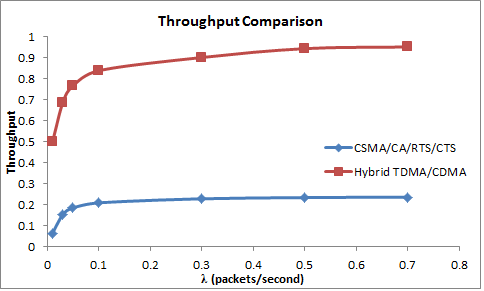 Throughput Comparison
1
0.9
0.8
0.7
0.6
0.5
0.4
0.3
0.2
0.1
0
Throughput
CSMA/CA/RTS/CTS
Hybrid TDMA/CDMA
0 0.1 0.2 0.3 0.4 0.5 0.6 0.7 0.8
λ (packets/second)